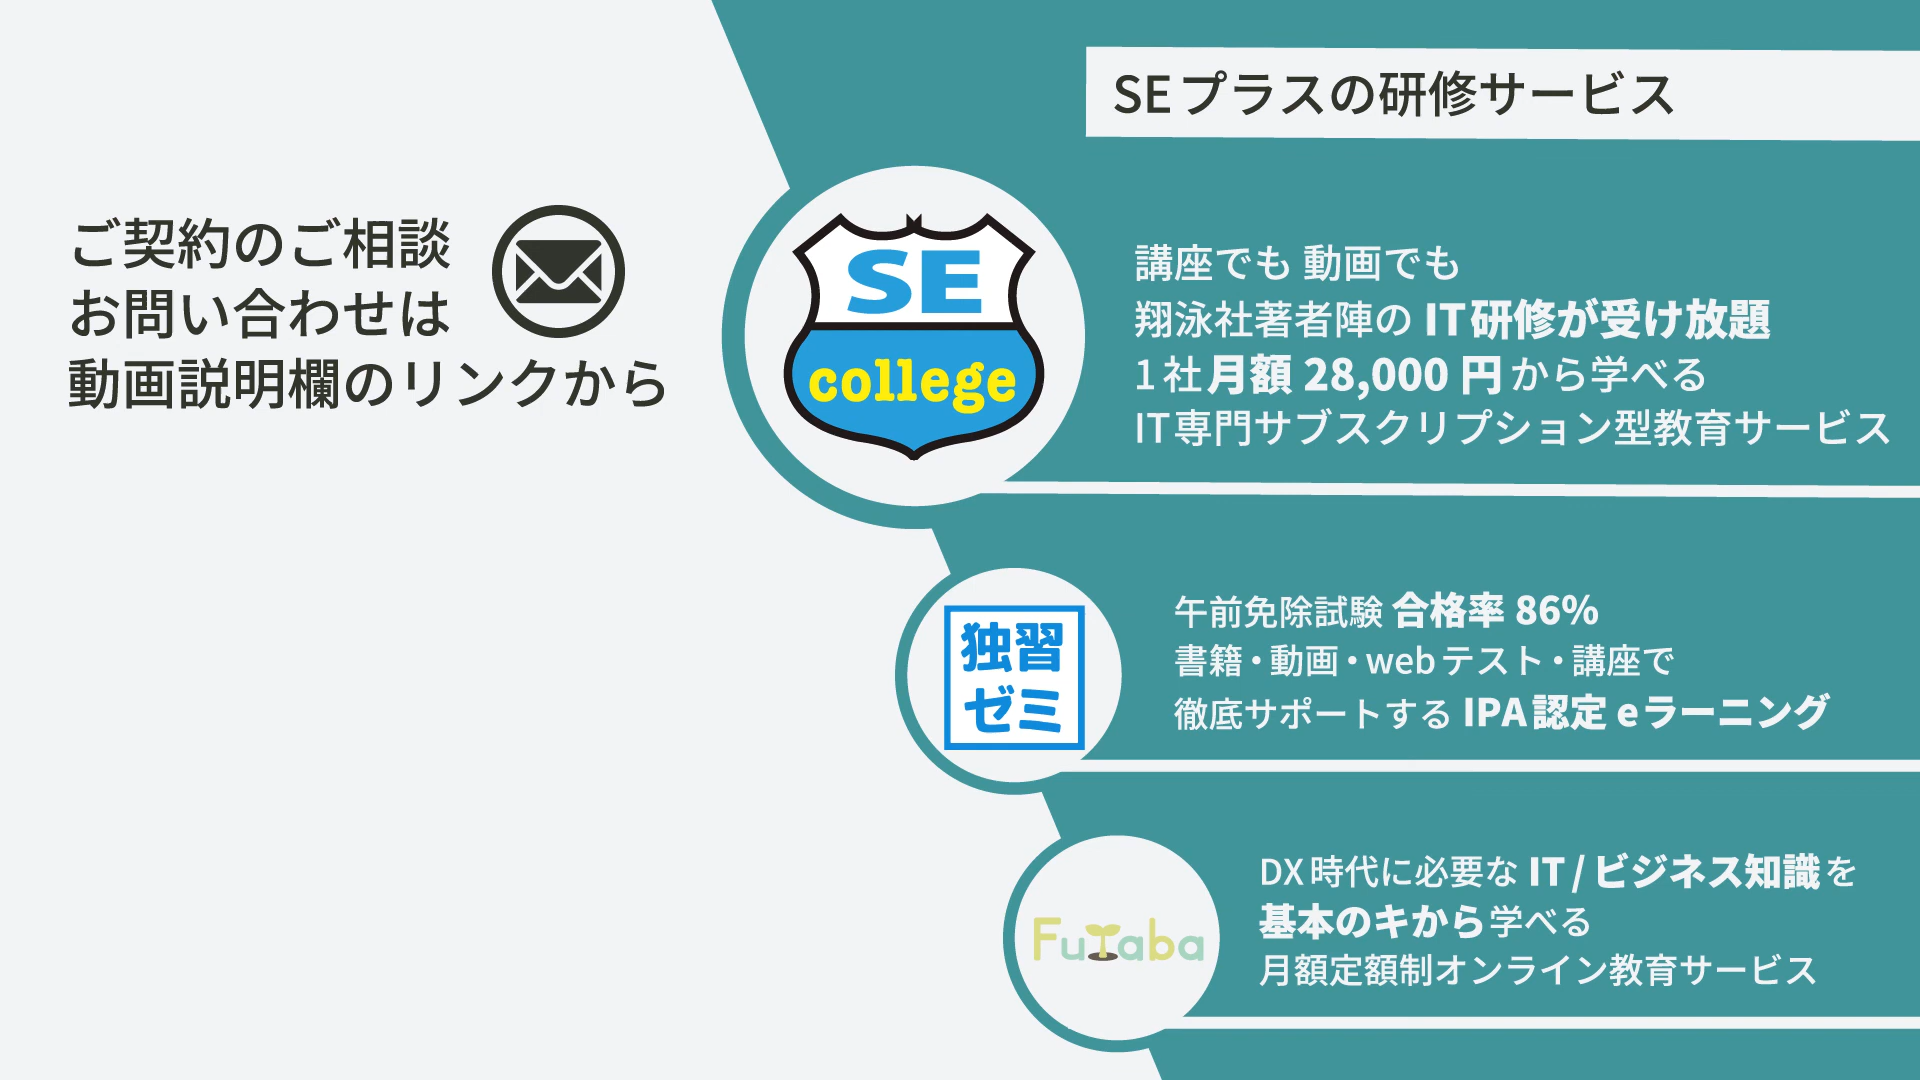 ご契約のご相談
お問い合わせは
動画説明欄のリンクから
SEプラスの研修サービス
SE
college
講座でも 動画でも
翔泳社著者陣の IT研修が受け放題
1社月額 28,000 円から学べる
IT専門サブスクリプション型教育サービス
独習
ゼミ
午前免除試験 合格率 86%
書籍・動画・webテスト・講座で
徹底サポートする IPA認定 eラーニング
Futaba
DX時代に必要な IT / ビジネス知識を
基本のキから学べる
月額定額制オンライン教育サービス